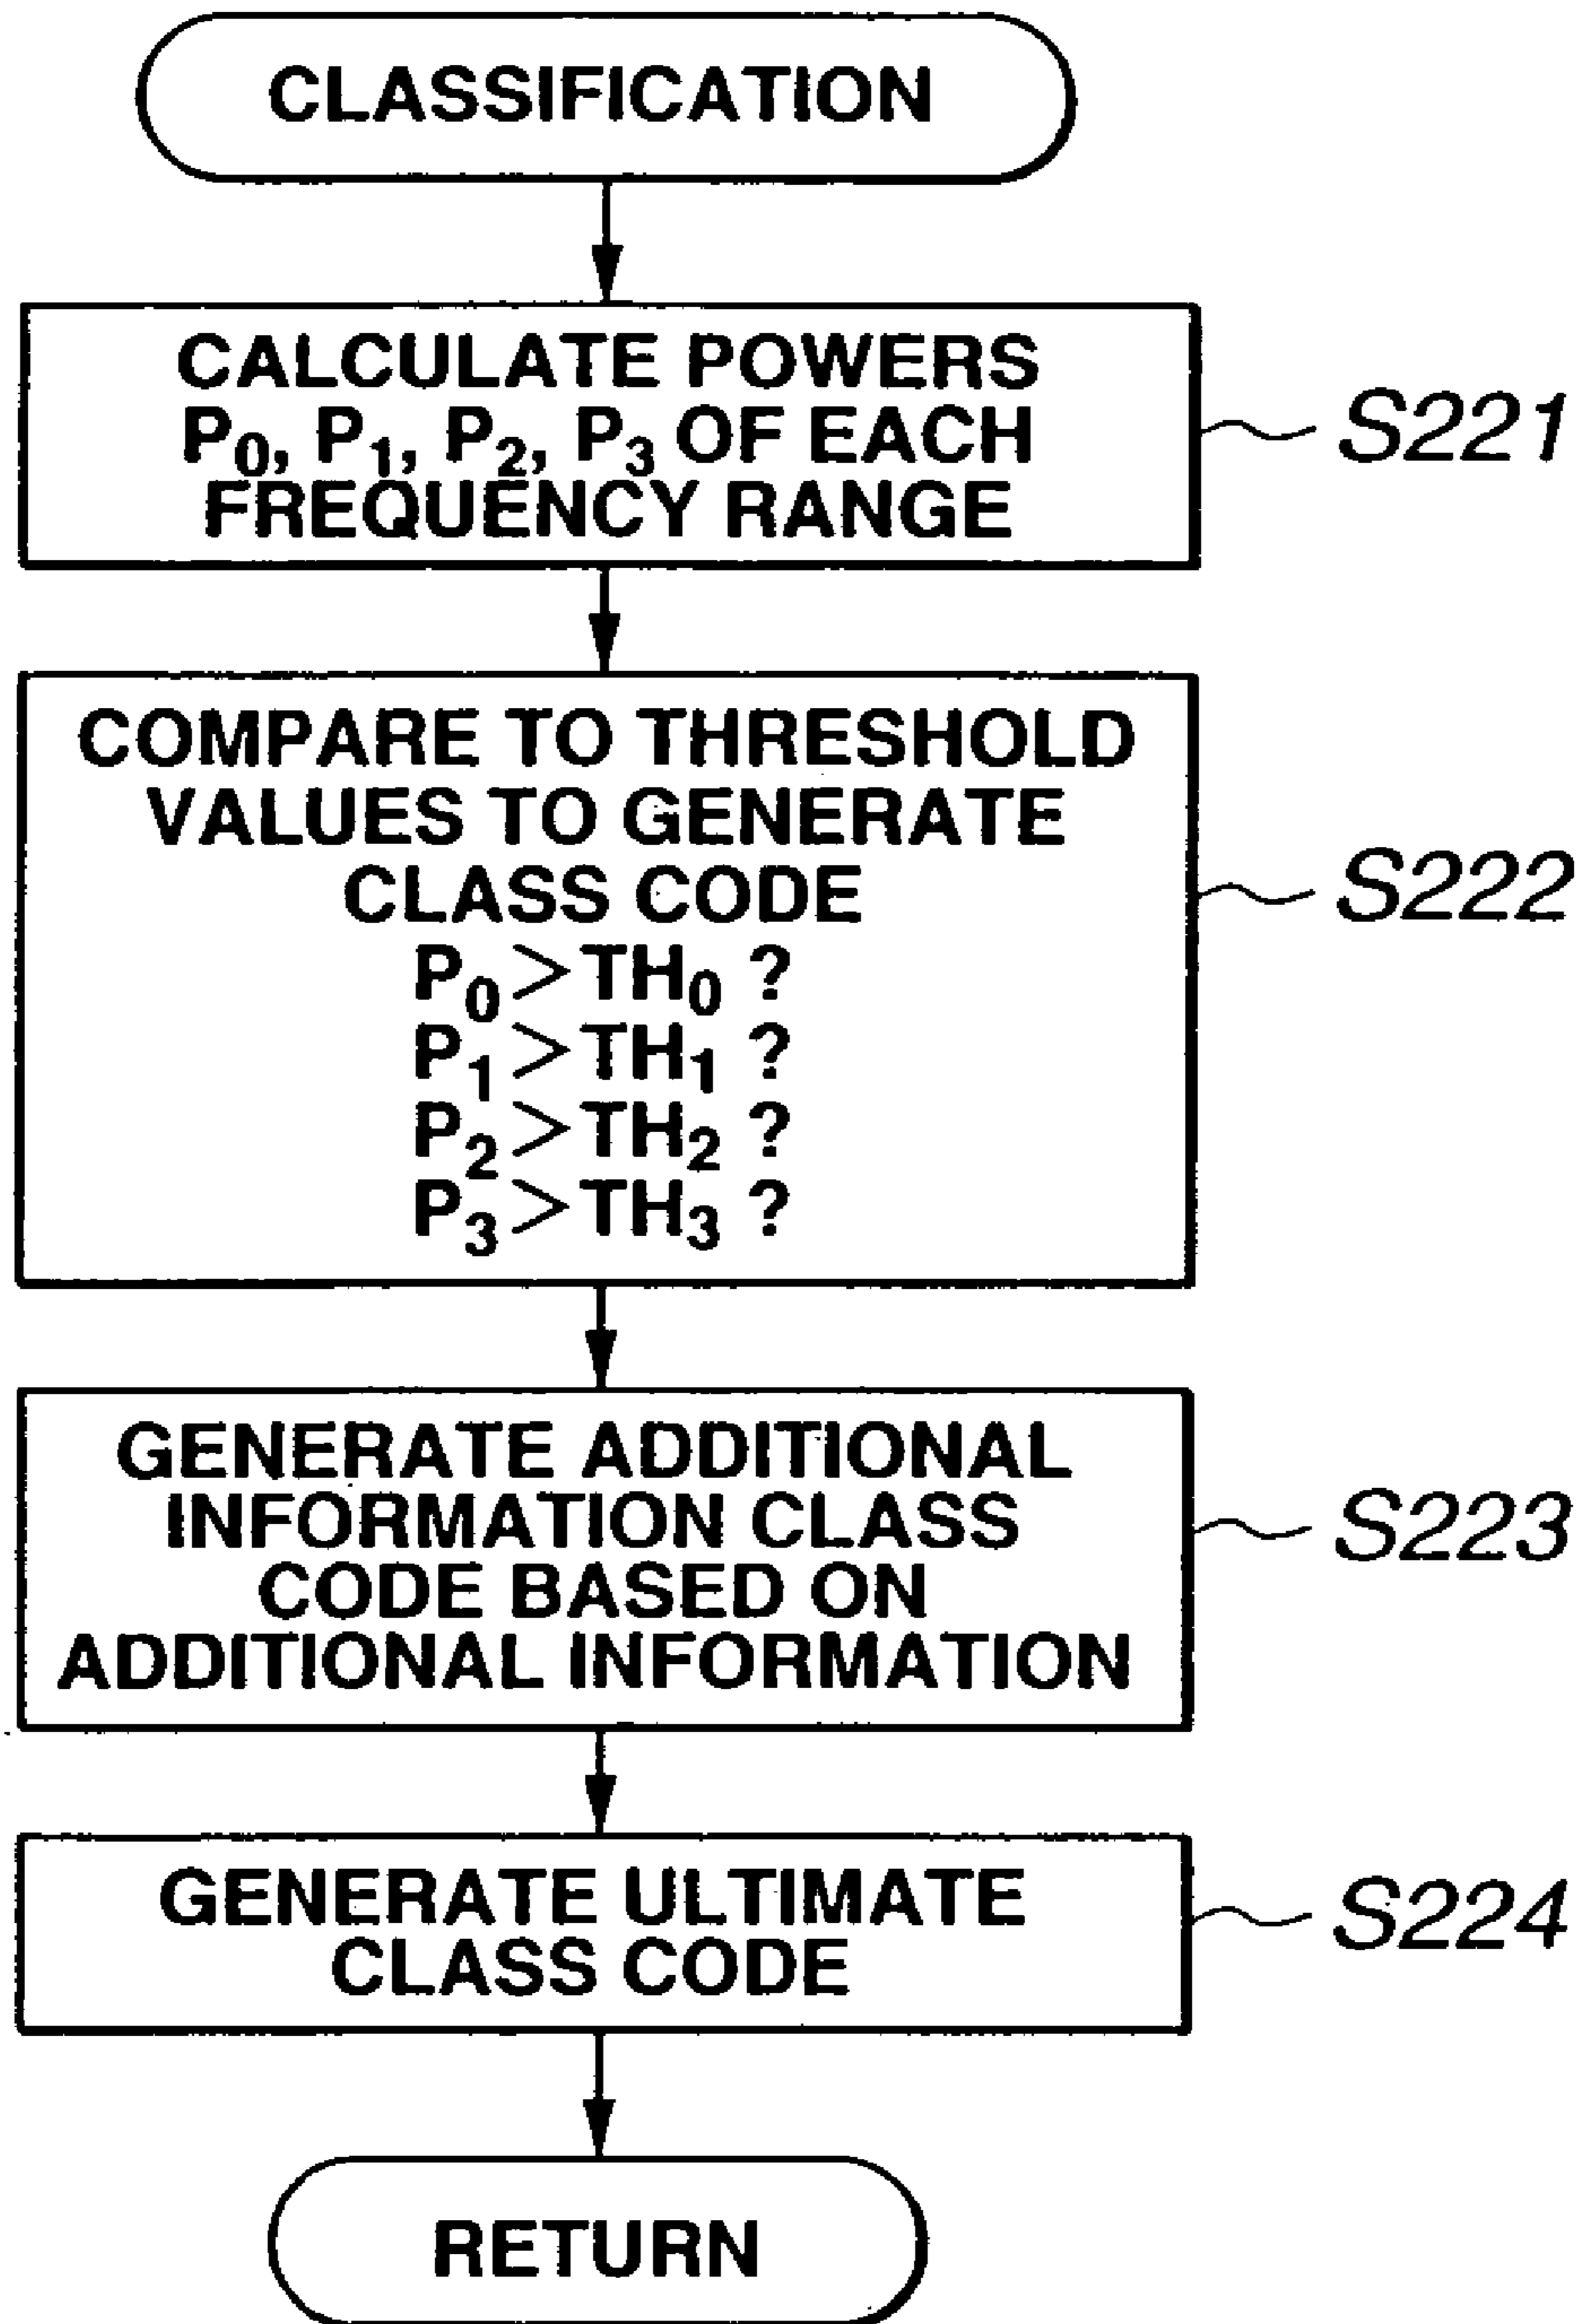 CLASSIFICATION
CALCULATE POWERS
P₀, P₁, P₂, P₃ OF EACH
FREQUENCY RANGE
S221
COMPARE TO THRESHOLD
VALUES TO GENERATE
CLASS CODE
P₀ > TH₀ ?
P₁ > TH₁ ?
P₂ > TH₂ ?
P₃ > TH₃ ?
S222
GENERATE ADDITIONAL
INFORMATION CLASS
CODE BASED ON
ADDITIONAL INFORMATION
S223
GENERATE ULTIMATE
CLASS CODE
S224
RETURN